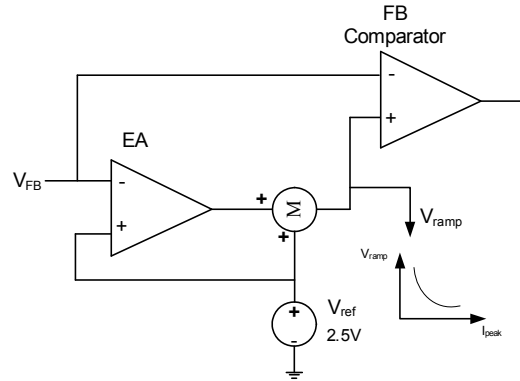 FB
Comparator
EA
-
+
V_FB
-
+
+
M
+
V_ramp
V_ramp
I_peak
+
-
V_ref
2.5V